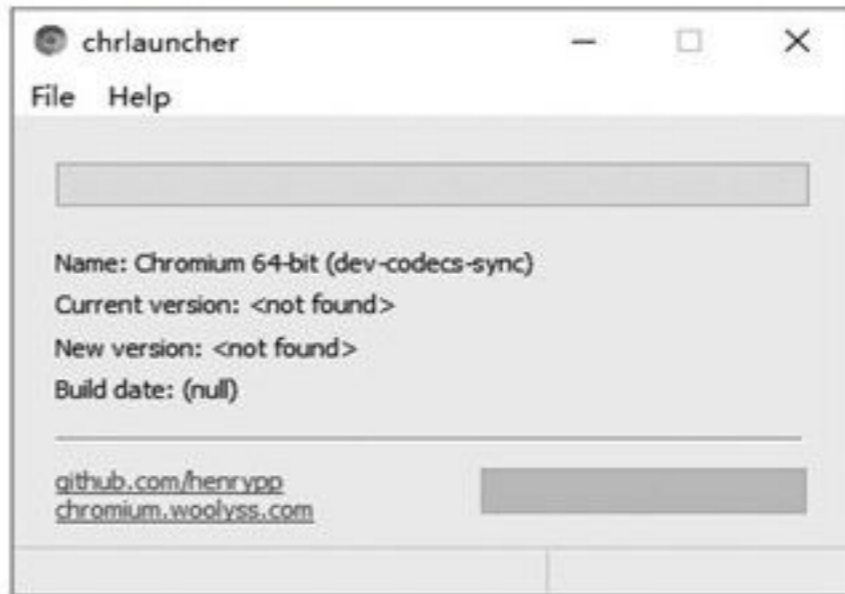 chrlauncher
File Help
Name: Chromium 64-bit (dev-codecs-sync)
Current version: <not found>
New version: <not found>
Build date: (null)
github.com/henrypp
chromium.woolyss.com